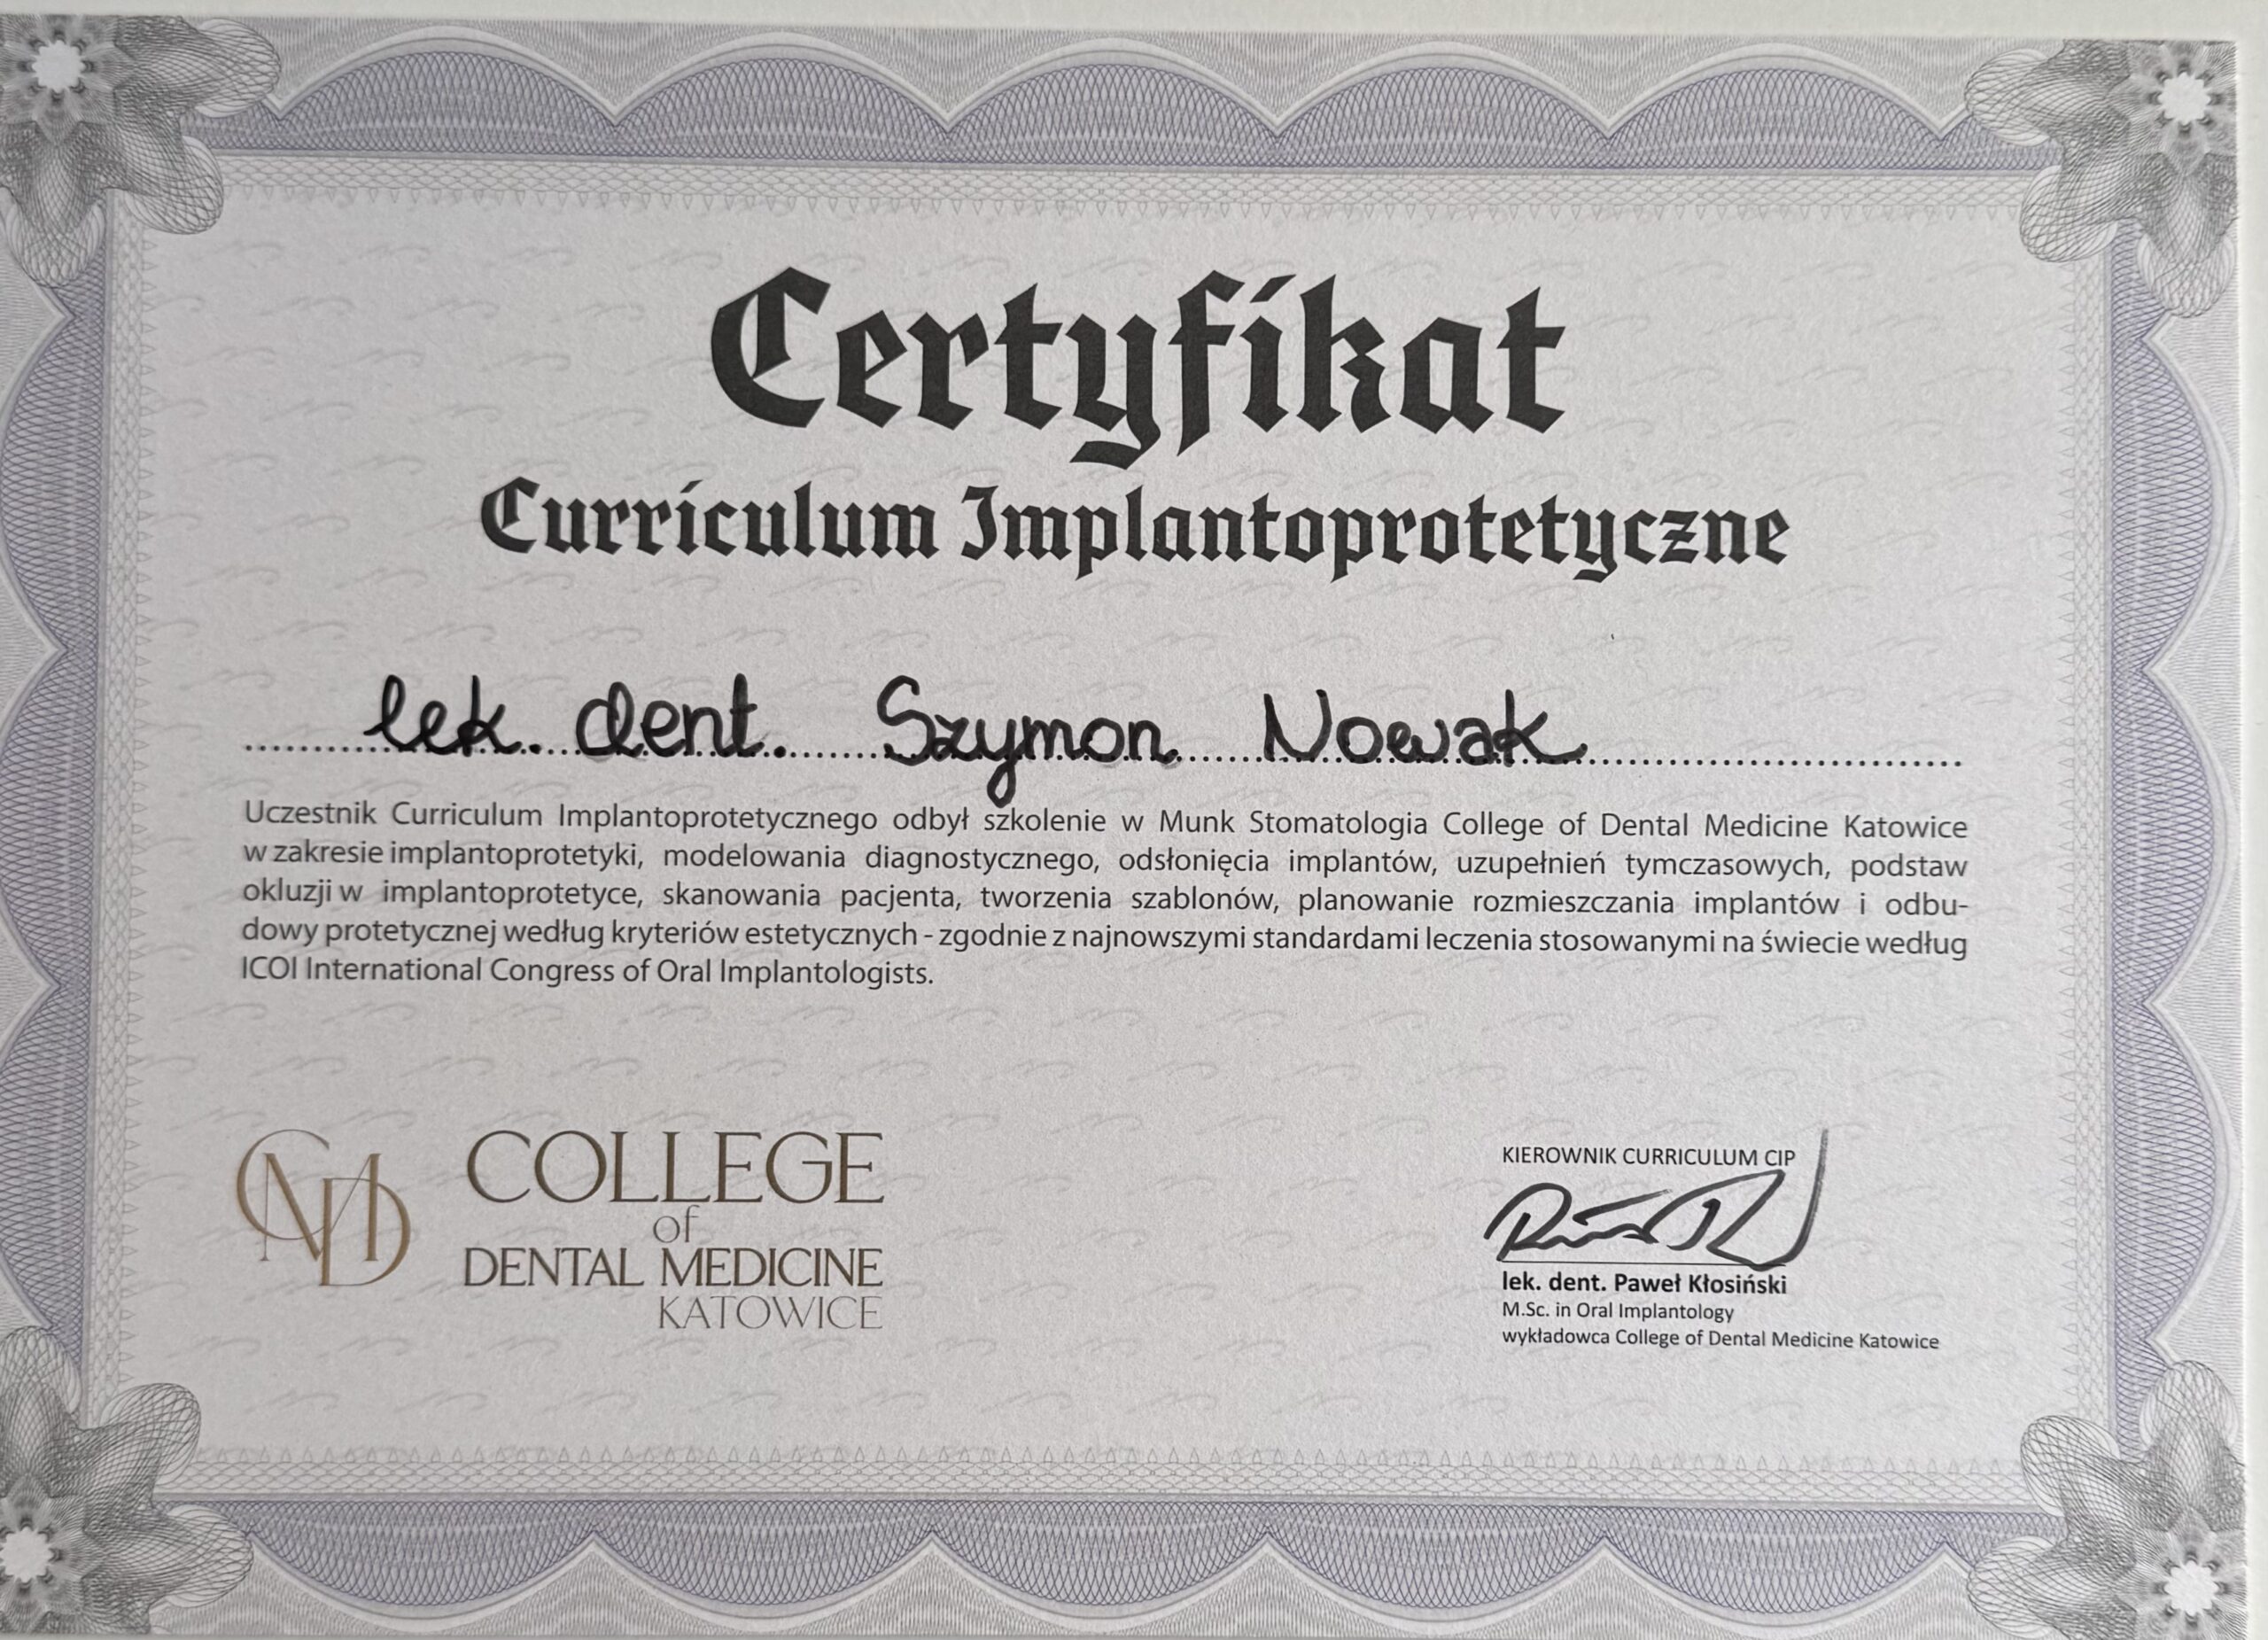 Certyfikat
Curriculum Implantoprotetyczne
lek. dent. Szymon Nowak
Uczestnik Curriculum Implantoprotetycznego odbył szkolenie w Munk Stomatologia College of Dental Medicine Katowice
w zakresie implantoprotetyki, modelowania diagnostycznego, odsłonięcia implantów, uzupełnień tymczasowych, podstaw
okluzji w implantoprotetyce, skanowania pacjenta, tworzenia szablonów, planowanie rozmieszczania implantów i odbu-
dowy protetycznej według kryteriów estetycznych - zgodnie z najnowszymi standardami leczenia stosowanymi na świecie według
ICOI International Congress of Oral Implantologists.
CMD
COLLEGE
of
DENTAL MEDICINE
KATOWICE
KIEROWNIK CURRICULUM CIP
lek. dent. Paweł Kłosiński
M.Sc. in Oral Implantology
wykładowca College of Dental Medicine Katowice